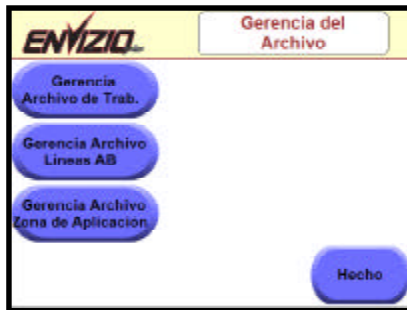 ENVIZIO
Gerencia del
Archivo
Gerencia
Archivo de Trab.
Gerencia Archivo
Lineas AB
Gerencia Archivo
Zona de Aplicacion
Hecho